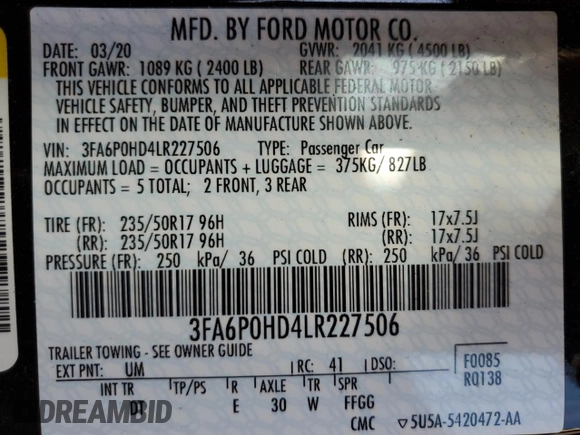 MFD. BY FORD MOTOR CO.
DATE: 03/20 GVWR: 2041 KG (4500 LB)
FRONT GAWR: 1089 KG (2400 LB) REAR GAWR: 975 KG (2150 LB)
THIS VEHICLE CONFORMS TO ALL APPLICABLE FEDERAL MOTOR
VEHICLE SAFETY, BUMPER, AND THEFT PREVENTION STANDARDS
IN EFFECT ON THE DATE OF MANUFACTURE SHOWN ABOVE.
VIN: 3FA6P0HD4LR227506 TYPE: Passenger Car
MAXIMUM LOAD = OCCUPANTS + LUGGAGE = 375KG/ 827LB
OCCUPANTS = 5 TOTAL; 2 FRONT, 3 REAR
TIRE (FR): 235/50R17 96H RIMS (FR): 17x7.5J
(RR): 235/50R17 96H (RR): 17x7.5J
PRESSURE (FR): 250 kPa/ 36 PSI COLD (RR): 250 kPa/ 36 PSI COLD
3FA6P0HD4LR227506
TRAILER TOWING - SEE OWNER GUIDE
EXT PNT: UM RC: 41 DSO: F0085
RQ138
INT TR TP/PS R AXLE TR SPR
DT E 30 W FFGG
CMC ▽5U5A-5420472-AA
DREAMBID